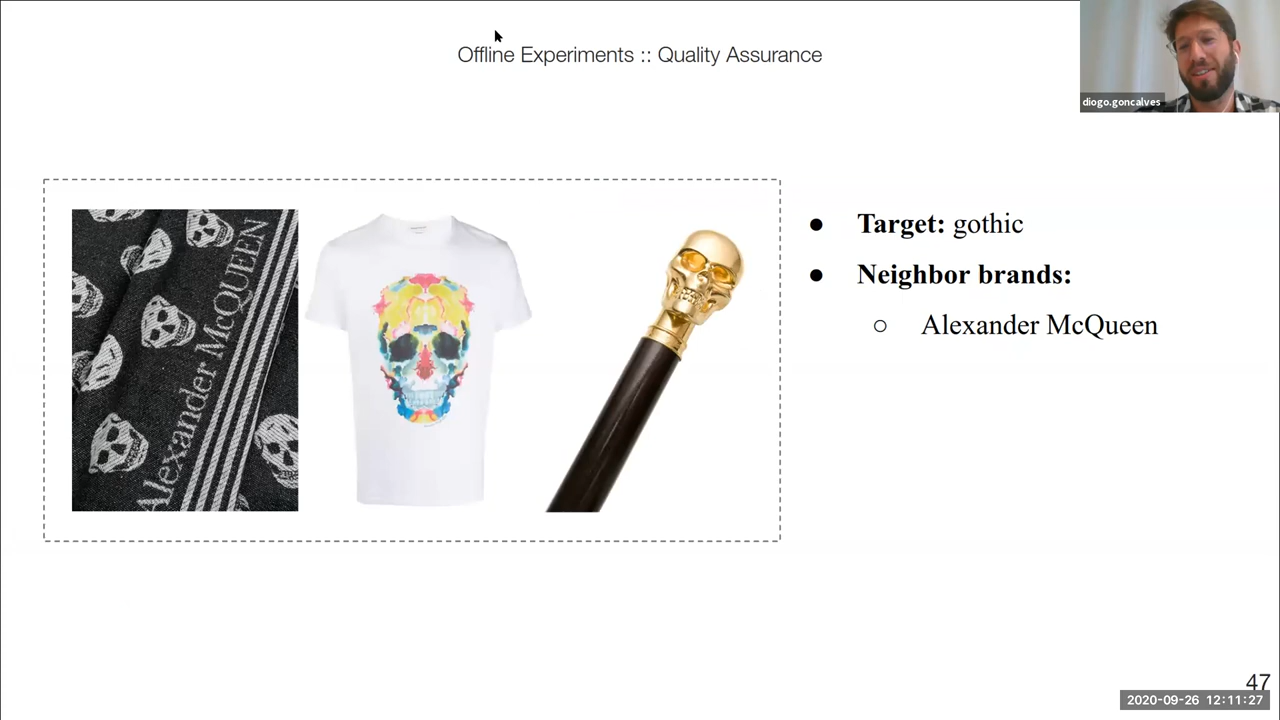 Offline Experiments :: Quality Assurance
diogo.goncalves
Alexander McQUEEN
● Target: gothic
● Neighbor brands:
○ Alexander McQueen
47
2020-09-26 12:11:27